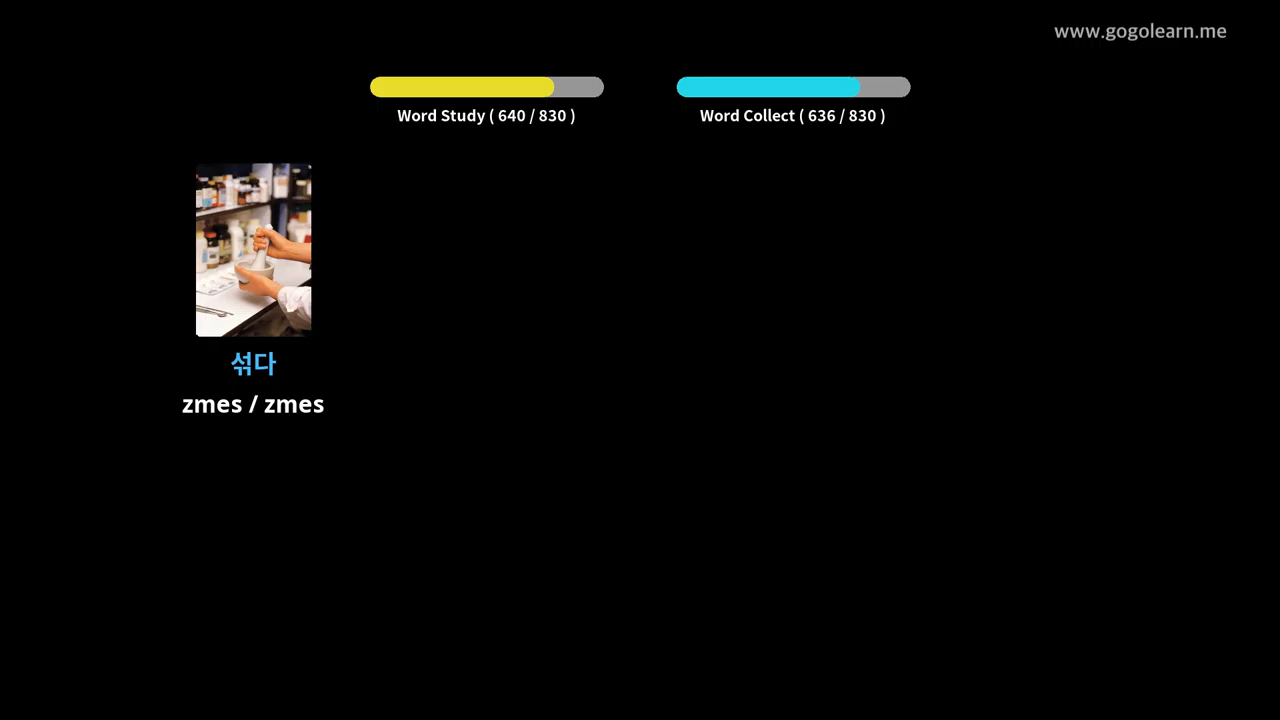 www.gogolearn.me
Word Study ( 640 / 830 )
Word Collect ( 636 / 830 )
섞다
zmes / zmes